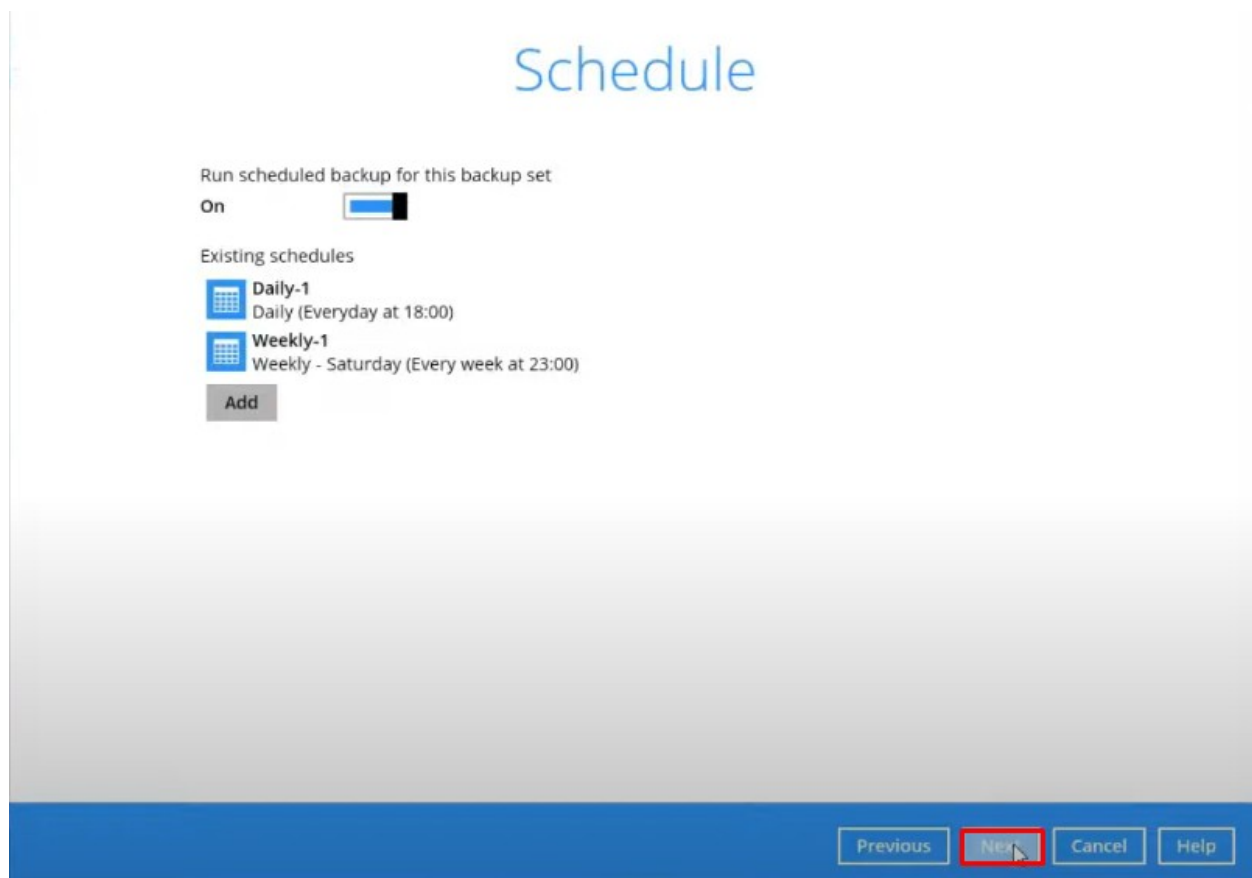 Schedule
Run scheduled backup for this backup set
On
Existing schedules
Daily-1
Daily (Everyday at 18:00)
Weekly-1
Weekly - Saturday (Every week at 23:00)
Add
Previous
Next
Cancel
Help